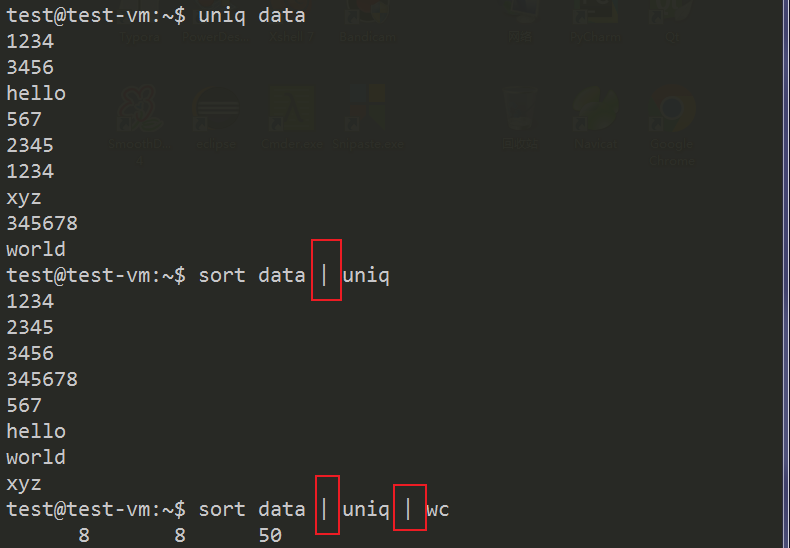 test@test-vm:~$ uniq data
1234
3456
hello
567
2345
1234
xyz
345678
world
test@test-vm:~$ sort data | uniq
1234
2345
3456
345678
567
hello
world
xyz
test@test-vm:~$ sort data | uniq | wc
      8       8      50